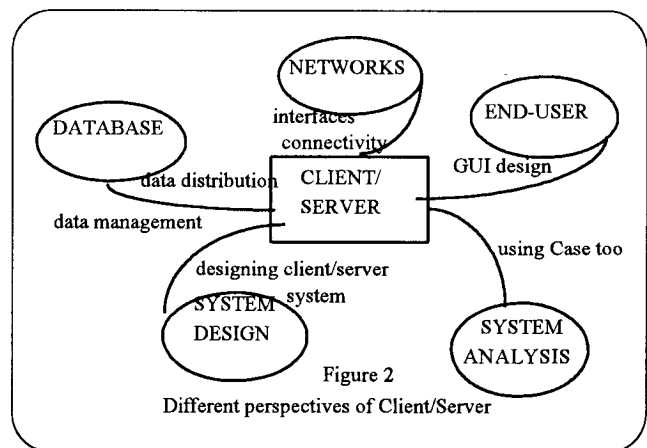 NETWORKS
END-USER
DATABASE
interfaces
connectivity
GUI design
data distribution
CLIENT/
SERVER
data management
using Case too
designing client/server
system
SYSTEM
DESIGN
SYSTEM
ANALYSIS
Figure 2
Different perspectives of Client/Server